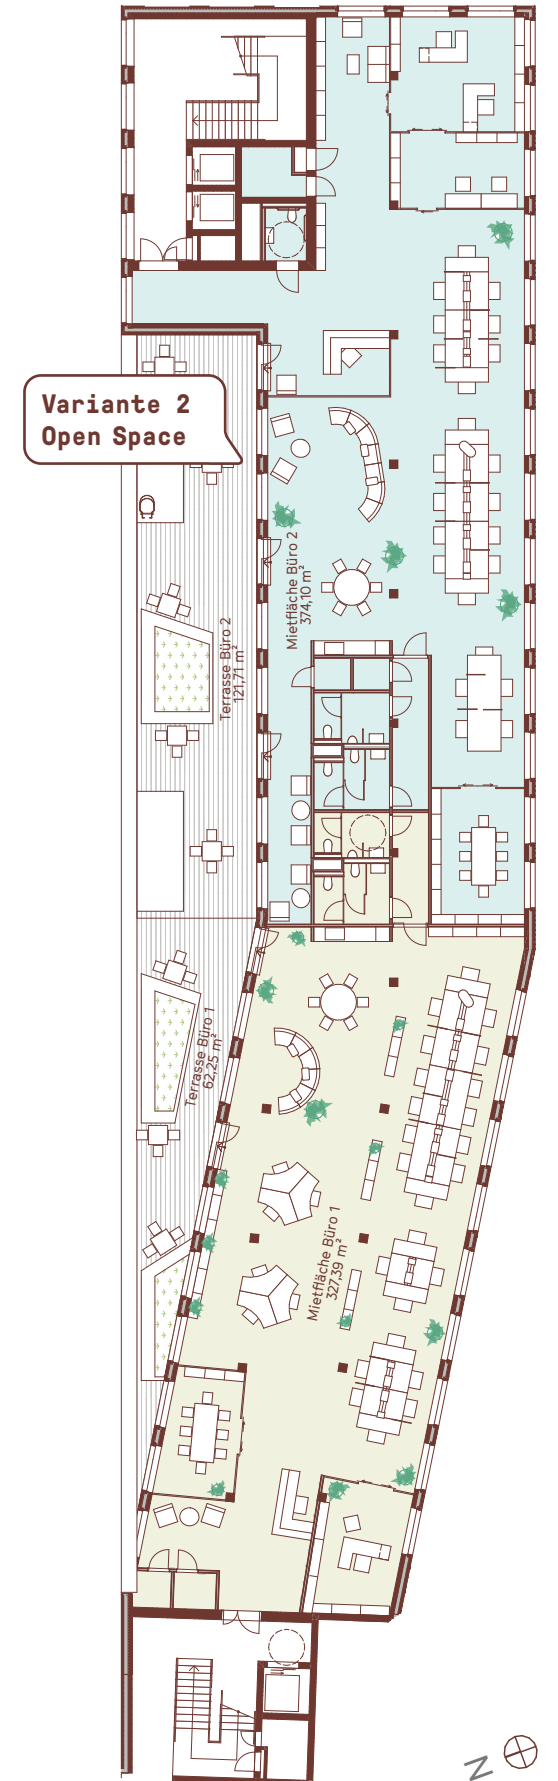 Variante 2
Open Space
Mietfläche Büro 2
374,10 m²
Terrasse Büro 2
121,71 m²
Terrasse Büro 1
62,25 m²
Mietfläche Büro 1
327,39 m²
N